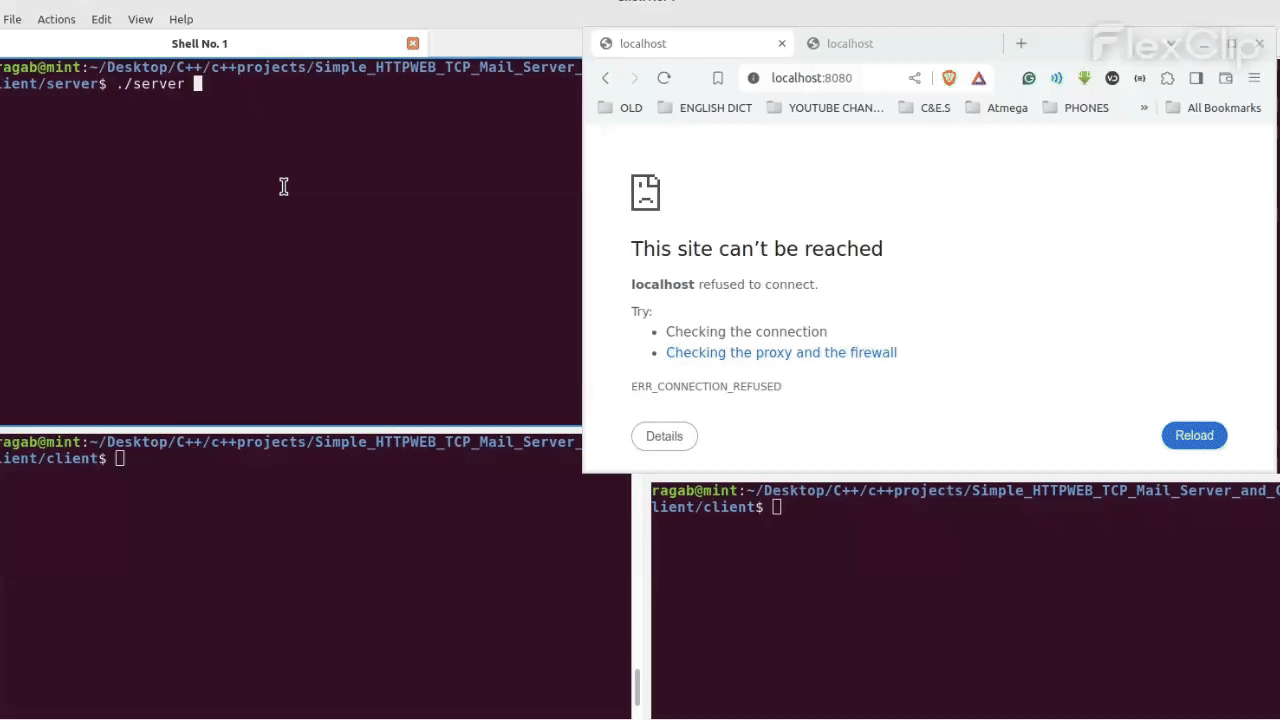 File Actions Edit View Help
Shell No. 1
ragab@mint:~/Desktop/C++/c++projects/Simple_HTTPWEB_TCP_Mail_Server_
lient/server$ ./server
FlexClip
localhost
localhost
localhost:8080
OLD ENGLISH DICT YOUTUBE CHAN... C&E.S Atmega PHONES » All Bookmarks
This site can’t be reached
localhost refused to connect.
Try:
• Checking the connection
• Checking the proxy and the firewall
ERR_CONNECTION_REFUSED
Details
Reload
ragab@mint:~/Desktop/C++/c++projects/Simple_HTTPWEB_TCP_Mail_Server_
lient/client$
ragab@mint:~/Desktop/C++/c++projects/Simple_HTTPWEB_TCP_Mail_Server_and_C
lient/client$